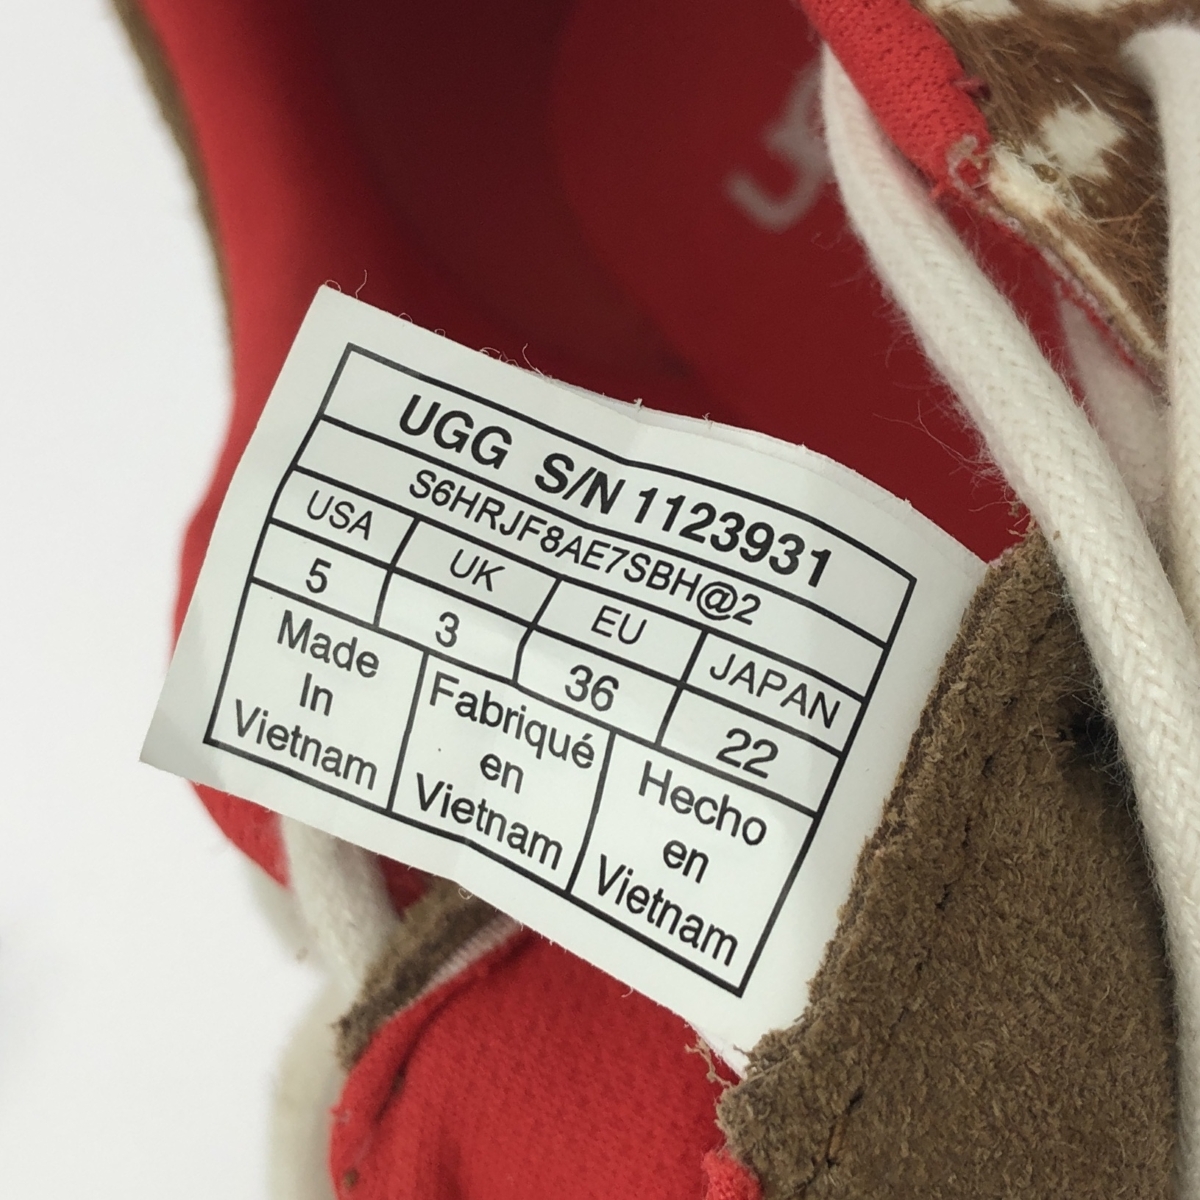 UGG S/N 1123931
S6HRJF8AE7SBH@2
USA UK EU JAPAN
5 3 36 22
Made
In
Vietnam
Fabriqué
en
Vietnam
Hecho
en
Vietnam